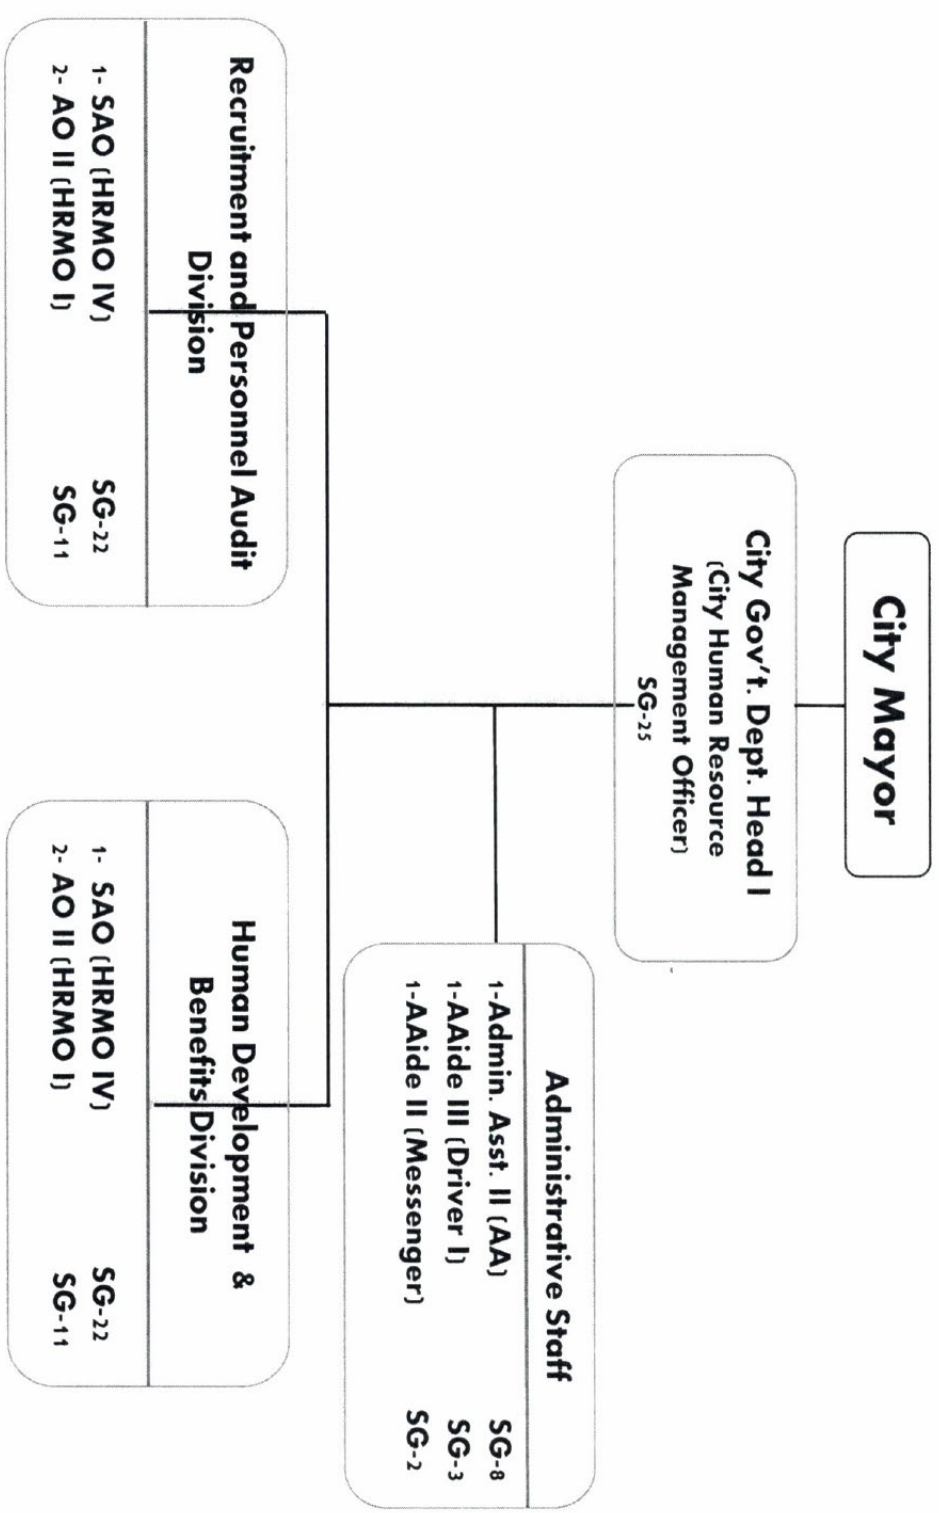 City Mayor
City Gov't. Dept. Head I
(City Human Resource
Management Officer)
SG-25
Administrative Staff
1-Admin. Asst. II (AA) SG-8
1-AAide III (Driver I) SG-3
1-AAide II (Messenger) SG-2
Recruitment and Personnel Audit
Division
1- SAO (HRMO IV) SG-22
2- AO II (HRMO I) SG-11
Human Development &
Benefits Division
1- SAO (HRMO IV) SG-22
2- AO II (HRMO I) SG-11